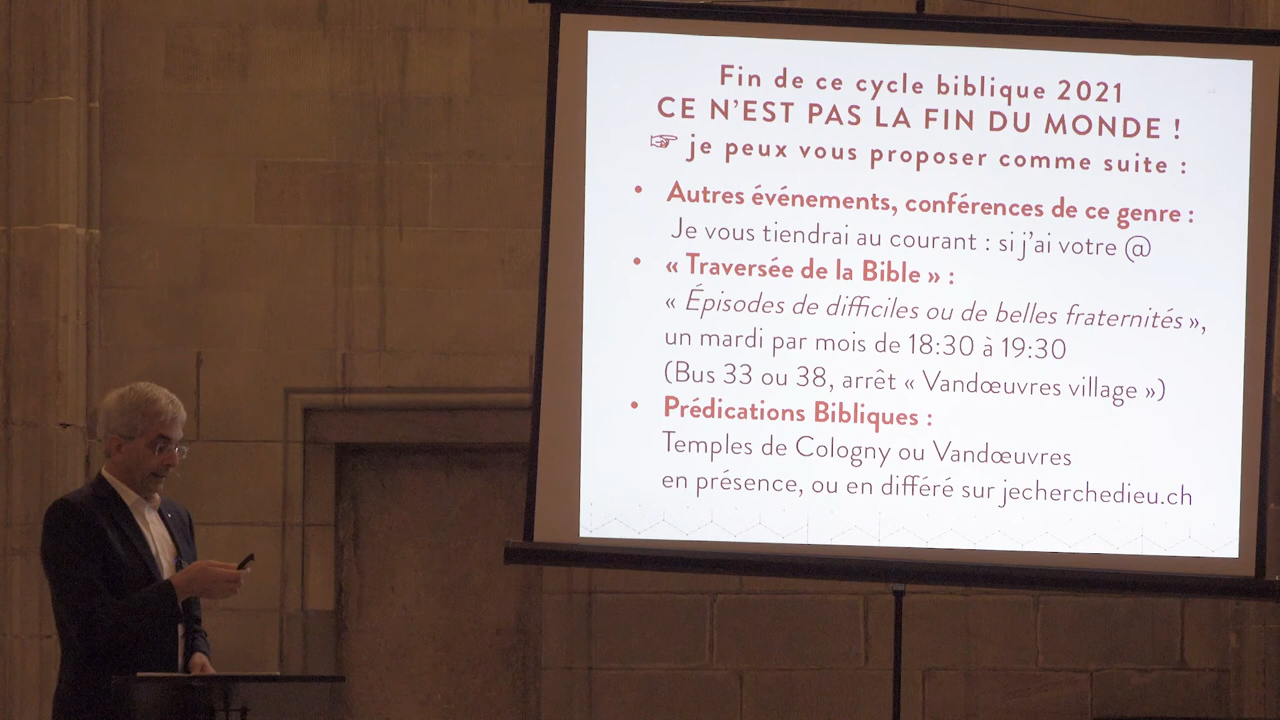 Fin de ce cycle biblique 2021
CE N'EST PAS LA FIN DU MONDE !
☞ je peux vous proposer comme suite :
• Autres événements, conférences de ce genre :
Je vous tiendrai au courant : si j'ai votre @
• « Traversée de la Bible » :
« Épisodes de difficiles ou de belles fraternités »,
un mardi par mois de 18:30 à 19:30
(Bus 33 ou 38, arrêt « Vandœuvres village »)
• Prédications Bibliques :
Temples de Cologny ou Vandœuvres
en présence, ou en différé sur jecherchedieu.ch